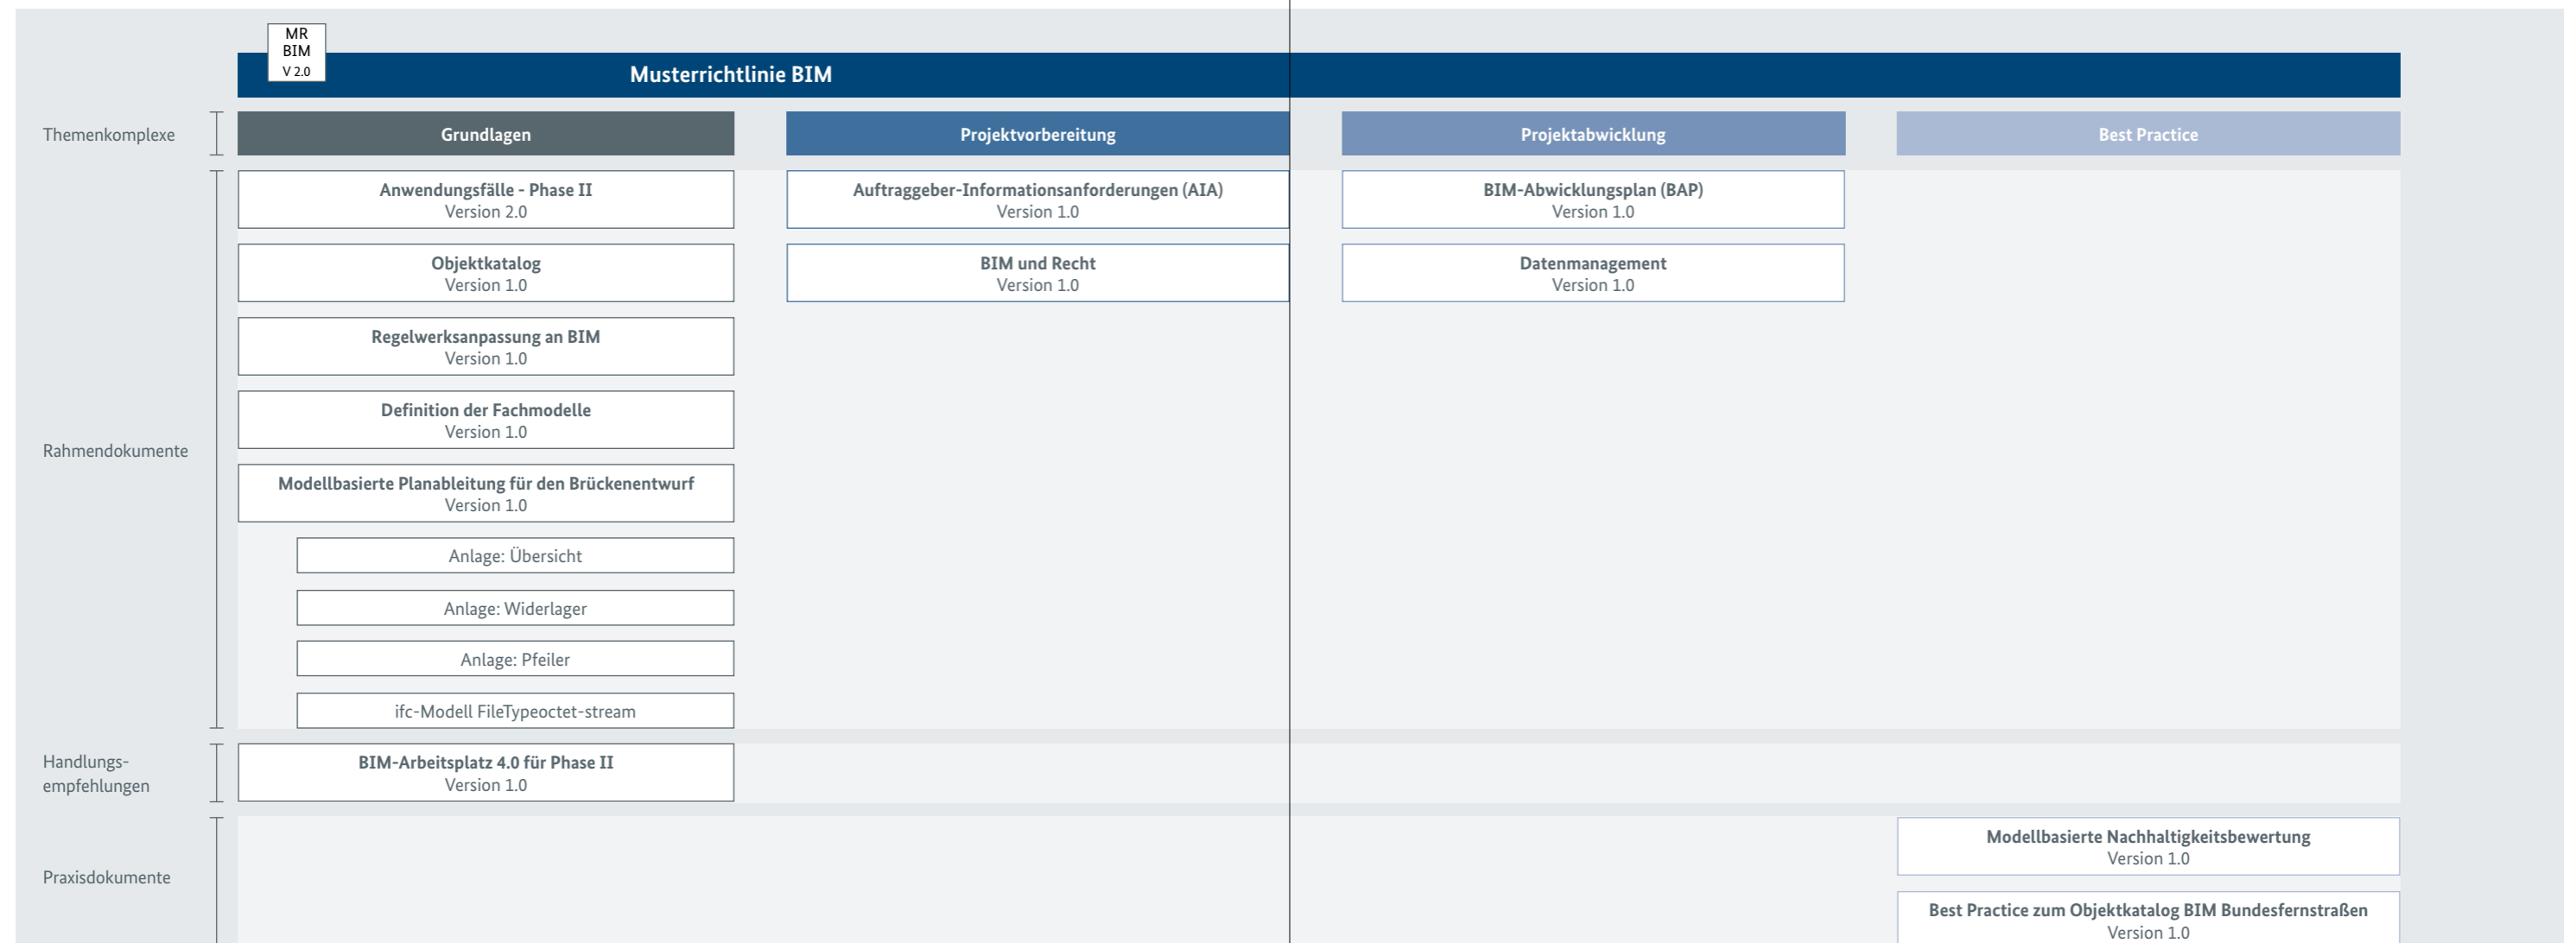 MR
BIM
V 2.0
Musterrichtlinie BIM
Themenkomplexe
Grundlagen
Projektvorbereitung
Projektabwicklung
Best Practice
Rahmendokumente
Anwendungsfälle - Phase II
Version 2.0
Auftraggeber-Informationsanforderungen (AIA)
Version 1.0
BIM-Abwicklungsplan (BAP)
Version 1.0
Objektkatalog
Version 1.0
BIM und Recht
Version 1.0
Datenmanagement
Version 1.0
Regelwerksanpassung an BIM
Version 1.0
Definition der Fachmodelle
Version 1.0
Modellbasierte Planableitung für den Brückenentwurf
Version 1.0
Anlage: Übersicht
Anlage: Widerlager
Anlage: Pfeiler
ifc-Modell FileTypeoctet-stream
Handlungs-
empfehlungen
BIM-Arbeitsplatz 4.0 für Phase II
Version 1.0
Praxisdokumente
Modellbasierte Nachhaltigkeitsbewertung
Version 1.0
Best Practice zum Objektkatalog BIM Bundesfernstraßen
Version 1.0